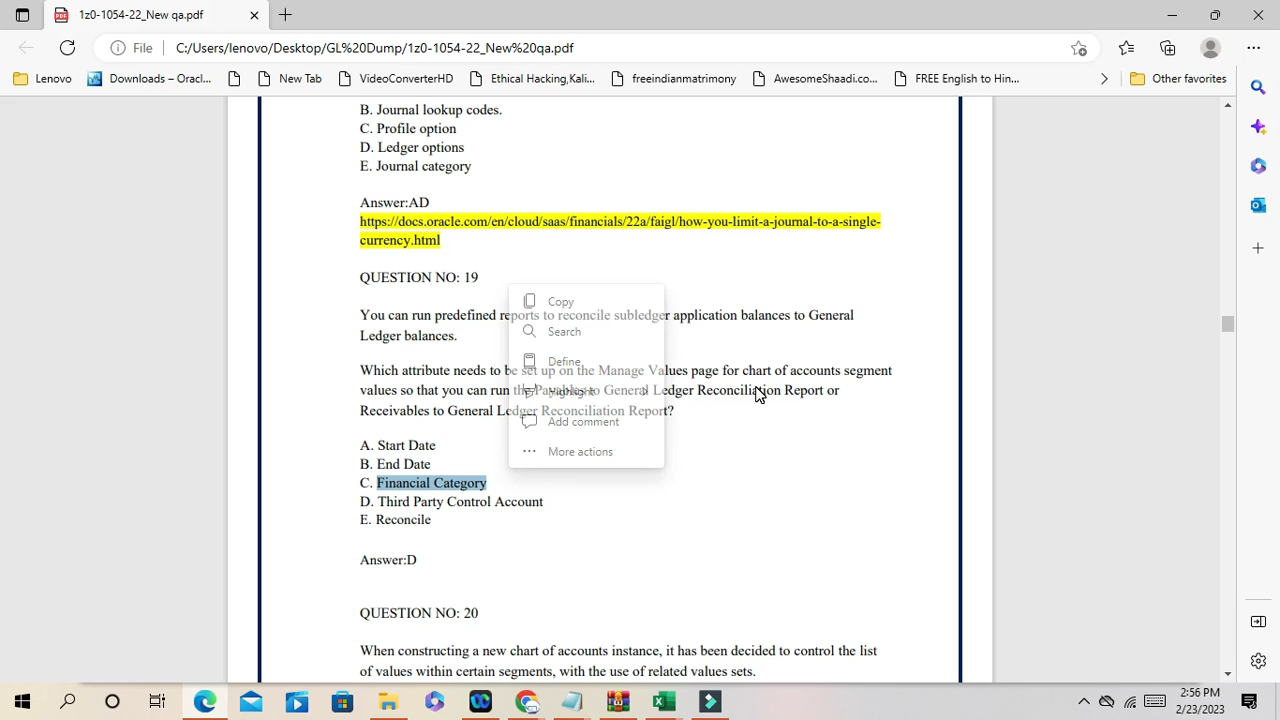 1z0-1054-22_New qa.pdf
File
C:/Users/lenovo/Desktop/GL%20Dump/1z0-1054-22_New%20qa.pdf
Lenovo
Downloads – Oracl...
New Tab
VideoConverterHD
Ethical Hacking,Kali...
freeindianmatrimony
AwesomeShaadi.co...
FREE English to Hin...
Other favorites
B. Journal lookup codes.
C. Profile option
D. Ledger options
E. Journal category
Answer:AD
https://docs.oracle.com/en/cloud/saas/financials/22a/faigl/how-you-limit-a-journal-to-a-single-
currency.html
QUESTION NO: 19
You can run predefined reports to reconcile subledger application balances to General
Ledger balances.
Which attribute needs to be set up on the Manage Values page for chart of accounts segment
values so that you can run the Payables to General Ledger Reconciliation Report or
Receivables to General Ledger Reconciliation Report?
Copy
Search
Define
Highlight
Add comment
More actions
A. Start Date
B. End Date
C. Financial Category
D. Third Party Control Account
E. Reconcile
Answer:D
QUESTION NO: 20
When constructing a new chart of accounts instance, it has been decided to control the list
of values within certain segments, with the use of related values sets.
2:56 PM
2/23/2023